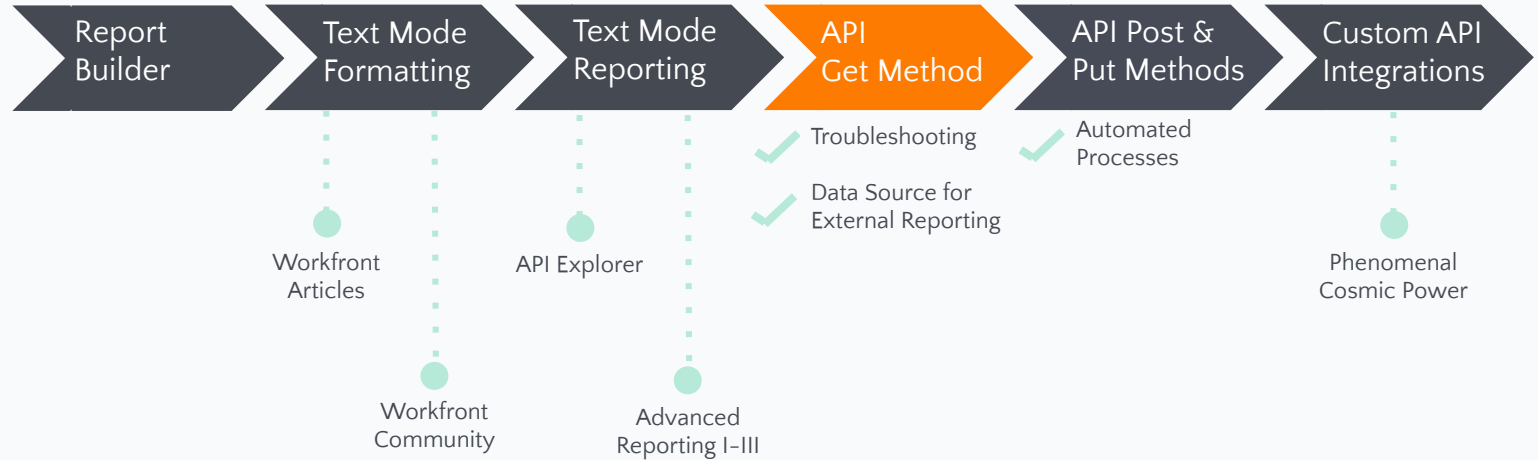 Report
Builder
Text Mode
Formatting
Text Mode
Reporting
API
Get Method
API Post &
Put Methods
Custom API
Integrations
Troubleshooting
Automated
Processes
Data Source for
External Reporting
Workfront
Articles
API Explorer
Phenomenal
Cosmic Power
Workfront
Community
Advanced
Reporting I-III